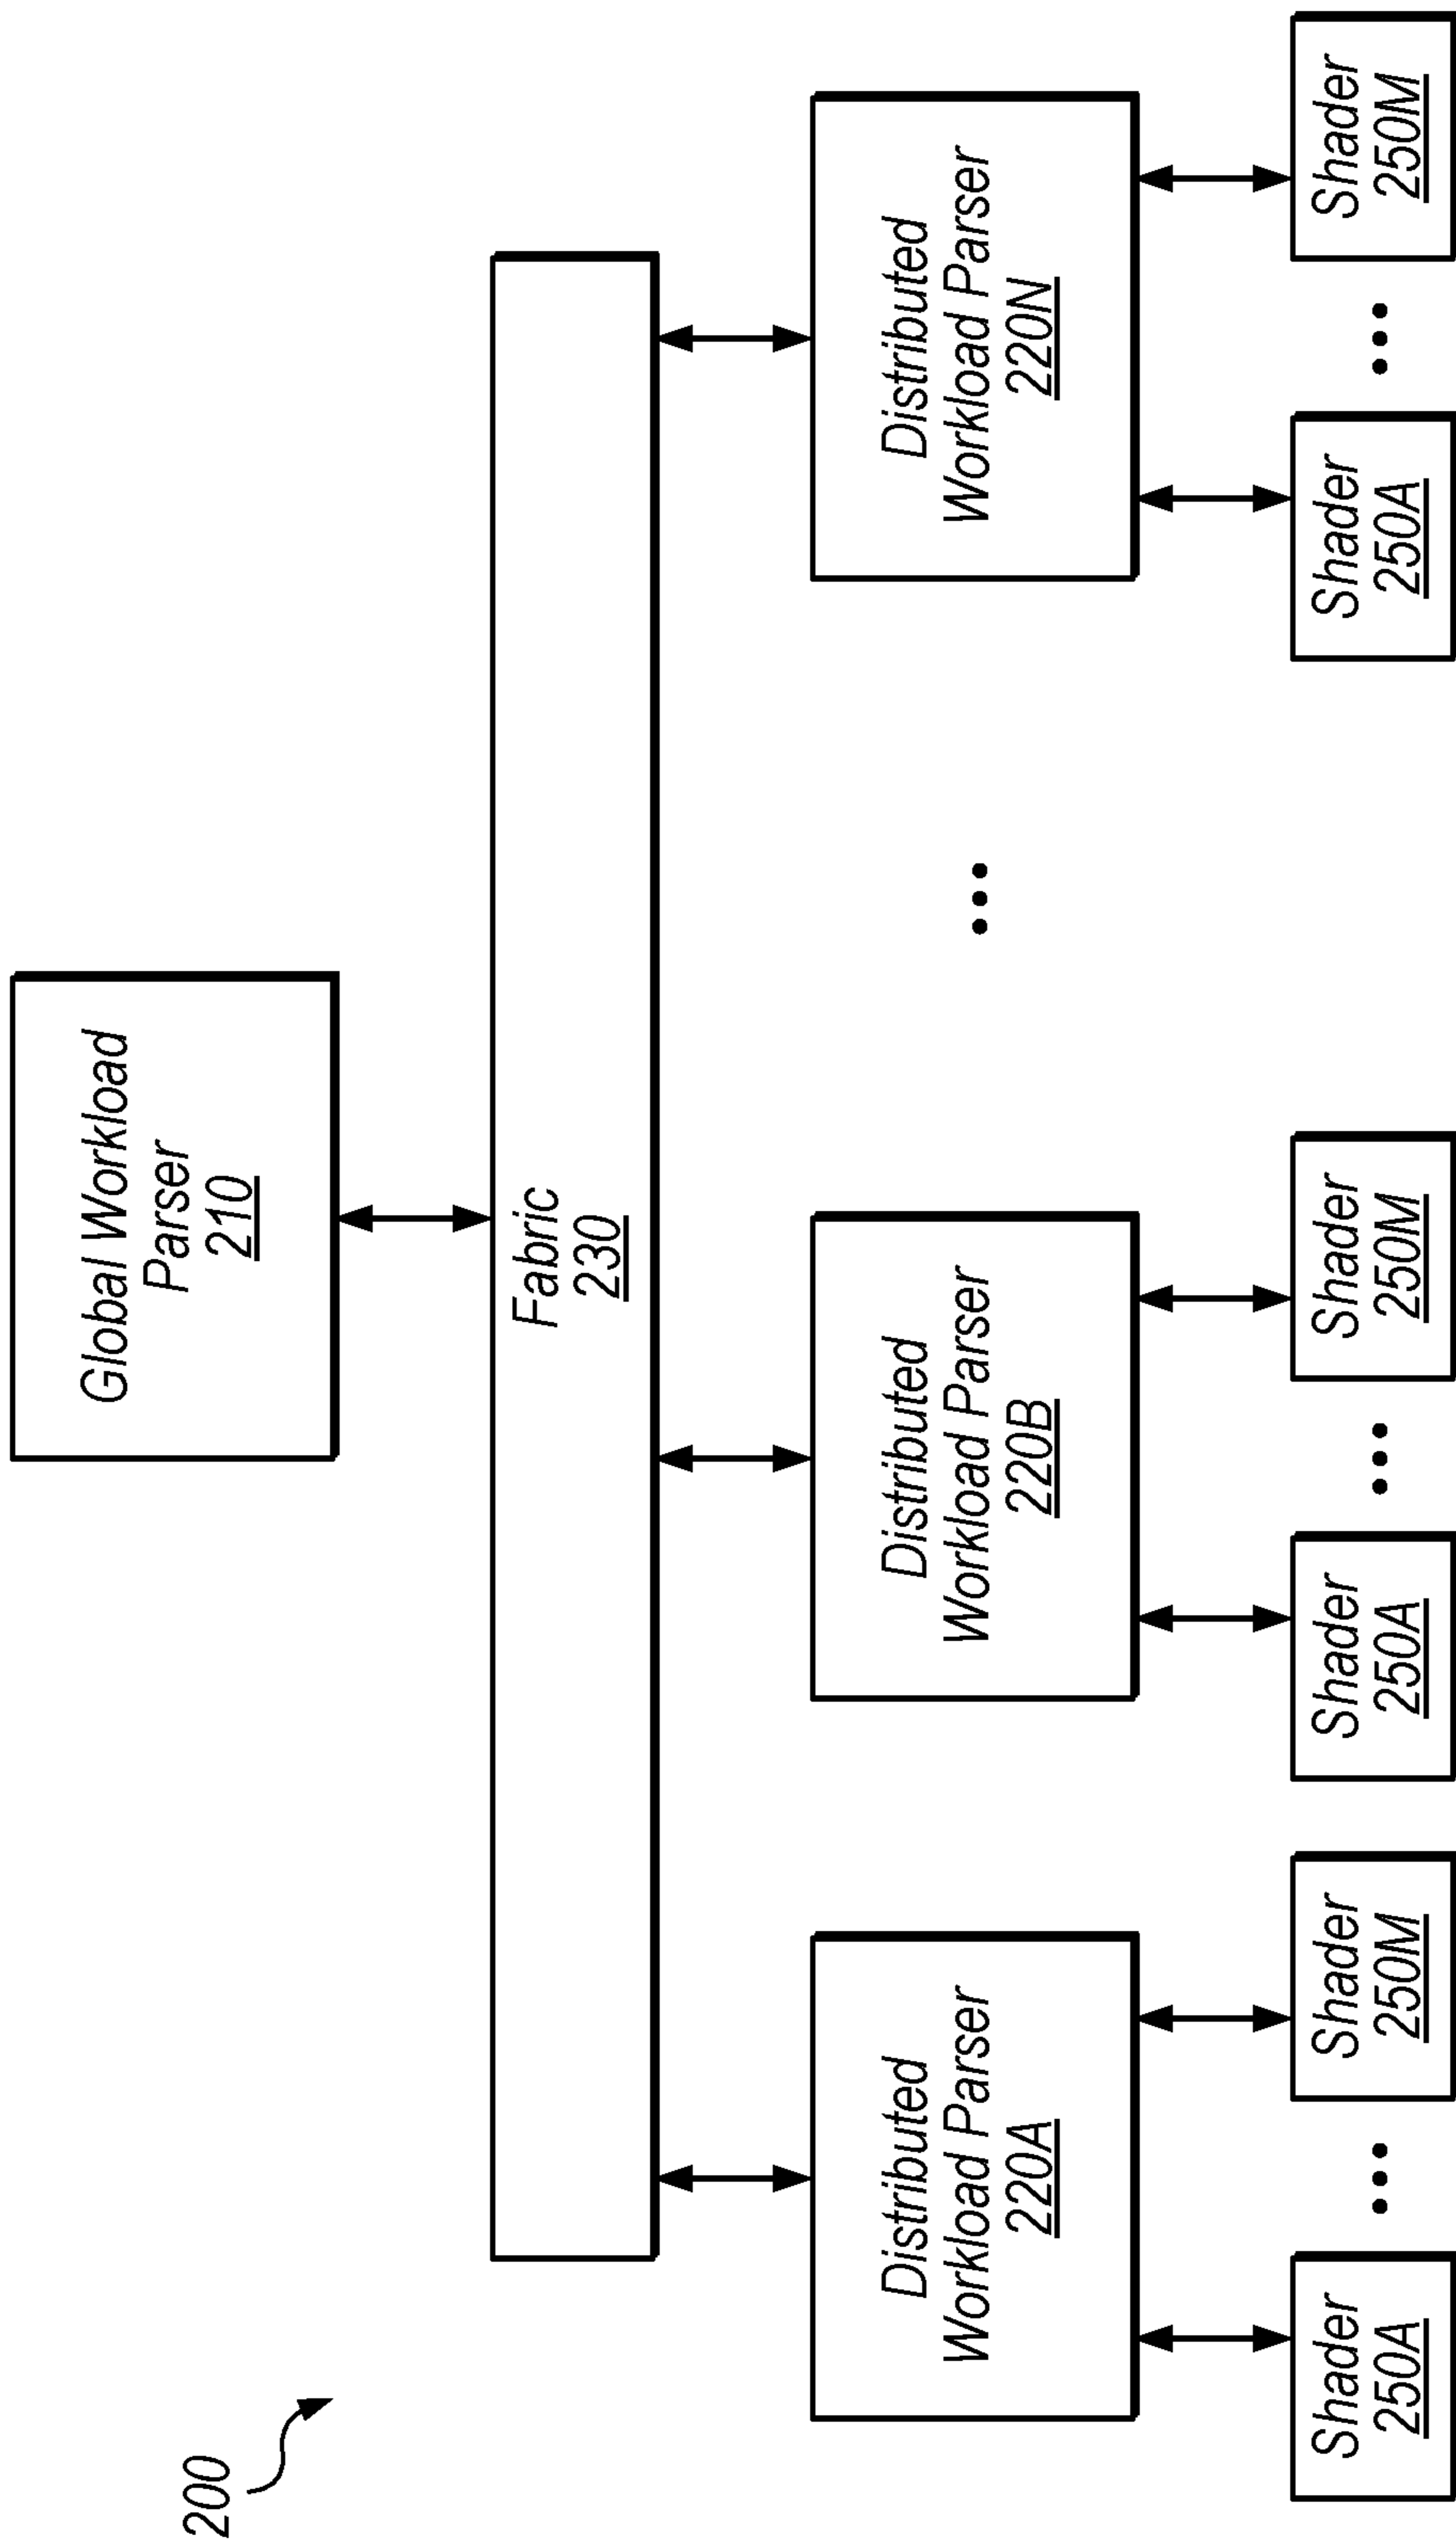 200
Global Workload
Parser
210
Fabric
230
Distributed
Workload Parser
220A
Distributed
Workload Parser
220B
...
Distributed
Workload Parser
220N
Shader
250A
...
Shader
250M
Shader
250A
...
Shader
250M
Shader
250A
...
Shader
250M